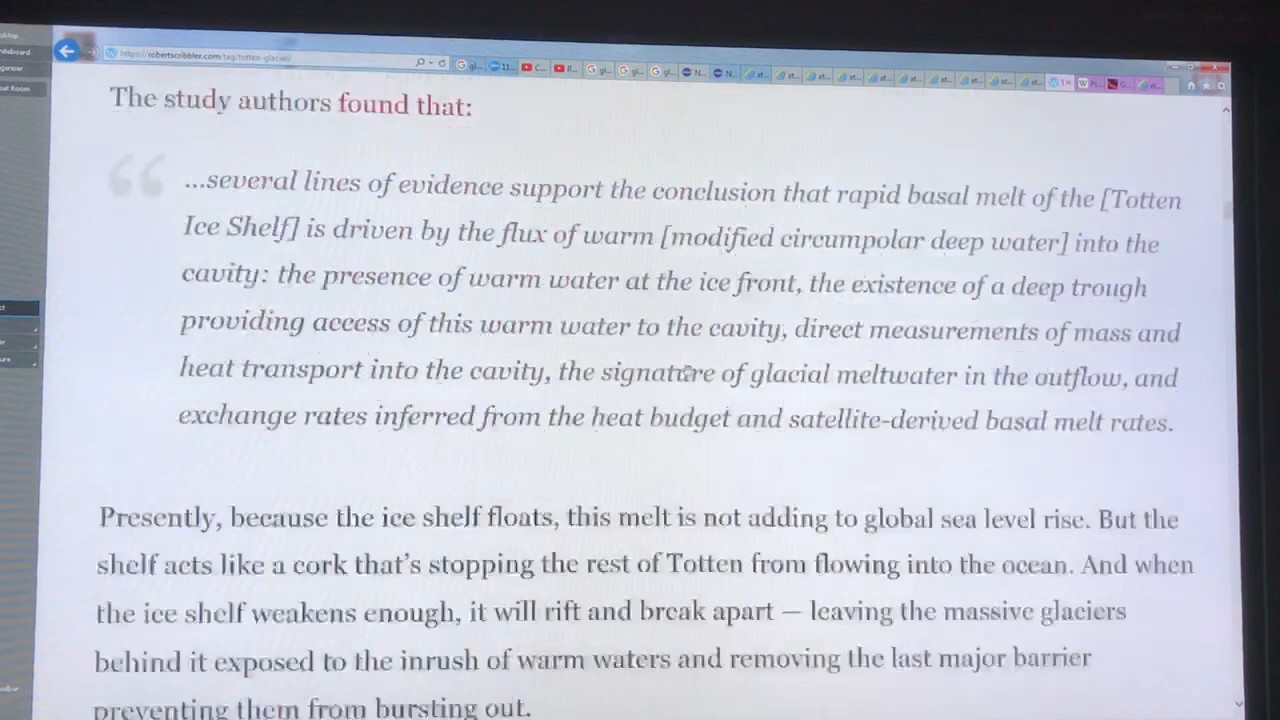 https://robertscribbler.com/tag/totten-glacier/
The study authors found that:
...several lines of evidence support the conclusion that rapid basal melt of the [Totten
Ice Shelf] is driven by the flux of warm [modified circumpolar deep water] into the
cavity: the presence of warm water at the ice front, the existence of a deep trough
providing access of this warm water to the cavity, direct measurements of mass and
heat transport into the cavity, the signature of glacial meltwater in the outflow, and
exchange rates inferred from the heat budget and satellite-derived basal melt rates.
Presently, because the ice shelf floats, this melt is not adding to global sea level rise. But the
shelf acts like a cork that's stopping the rest of Totten from flowing into the ocean. And when
the ice shelf weakens enough, it will rift and break apart — leaving the massive glaciers
behind it exposed to the inrush of warm waters and removing the last major barrier
preventing them from bursting out.